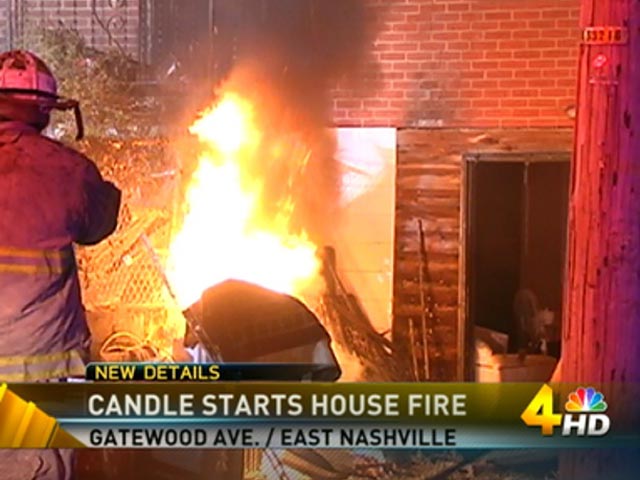 NEW DETAILS
CANDLE STARTS HOUSE FIRE
GATEWOOD AVE. / EAST NASHVILLE
4
HD